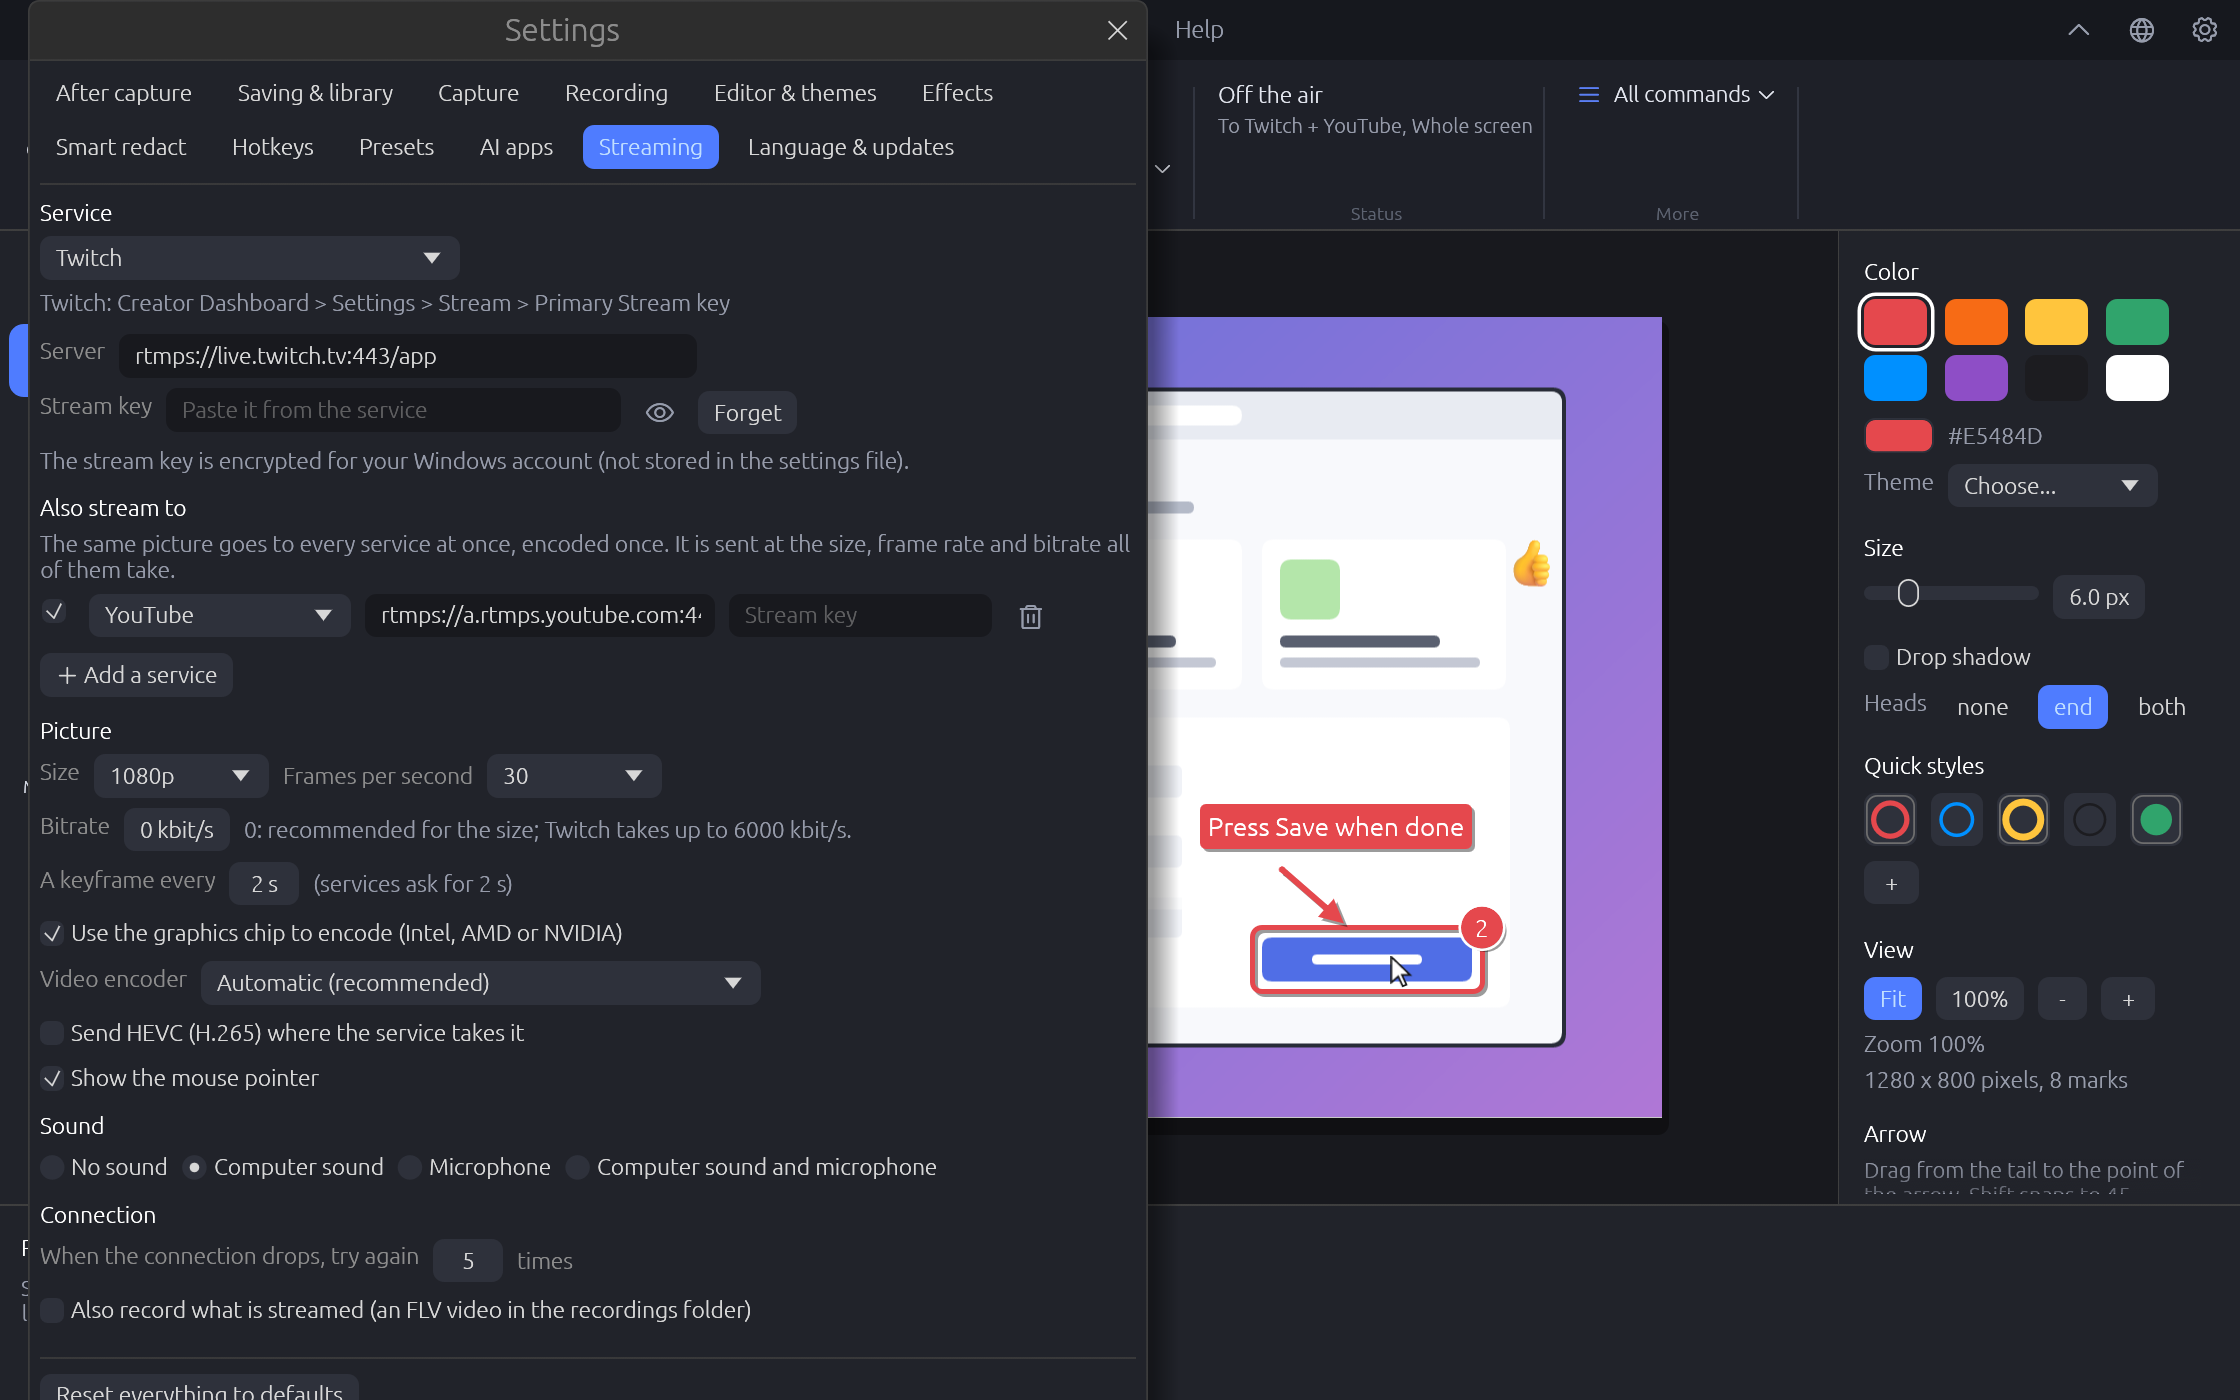 Settings
Help
After capture
Saving & library
Capture
Recording
Editor & themes
Effects
Smart redact
Hotkeys
Presets
AI apps
Streaming
Language & updates
Off the air
To Twitch + YouTube, Whole screen
Status
All commands
More
Service
Twitch
Twitch: Creator Dashboard > Settings > Stream > Primary Stream key
Server
rtmps://live.twitch.tv:443/app
Stream key
Paste it from the service
Forget
The stream key is encrypted for your Windows account (not stored in the settings file).
Also stream to
The same picture goes to every service at once, encoded once. It is sent at the size, frame rate and bitrate all
of them take.
YouTube
rtmps://a.rtmps.youtube.com:4
Stream key
+ Add a service
Picture
Size
1080p
Frames per second
30
Bitrate
0 kbit/s
0: recommended for the size; Twitch takes up to 6000 kbit/s.
A keyframe every
2 s
(services ask for 2 s)
Use the graphics chip to encode (Intel, AMD or NVIDIA)
Video encoder
Automatic (recommended)
Send HEVC (H.265) where the service takes it
Show the mouse pointer
Sound
No sound
Computer sound
Microphone
Computer sound and microphone
Connection
When the connection drops, try again
5
times
Also record what is streamed (an FLV video in the recordings folder)
Reset everything to defaults
Press Save when done
2
Color
#E5484D
Theme
Choose...
Size
6.0 px
Drop shadow
Heads
none
end
both
Quick styles
+
View
Fit
100%
-
+
Zoom 100%
1280 x 800 pixels, 8 marks
Arrow
Drag from the tail to the point of
the arrow. Shift snaps to 45